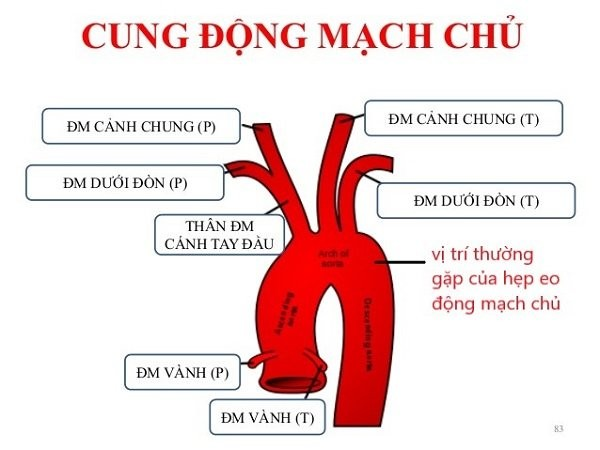 CUNG ĐỘNG MẠCH CHỦ
ĐM CẢNH CHUNG (P)
ĐM CẢNH CHUNG (T)
ĐM DƯỚI ĐÒN (P)
ĐM DƯỚI ĐÒN (T)
THÂN ĐM
CẢNH TAY ĐẦU
Arch of
aorta
vị trí thường
gặp của hẹp eo
động mạch chủ
Descending aorta
ĐM VÀNH (P)
ĐM VÀNH (T)
83